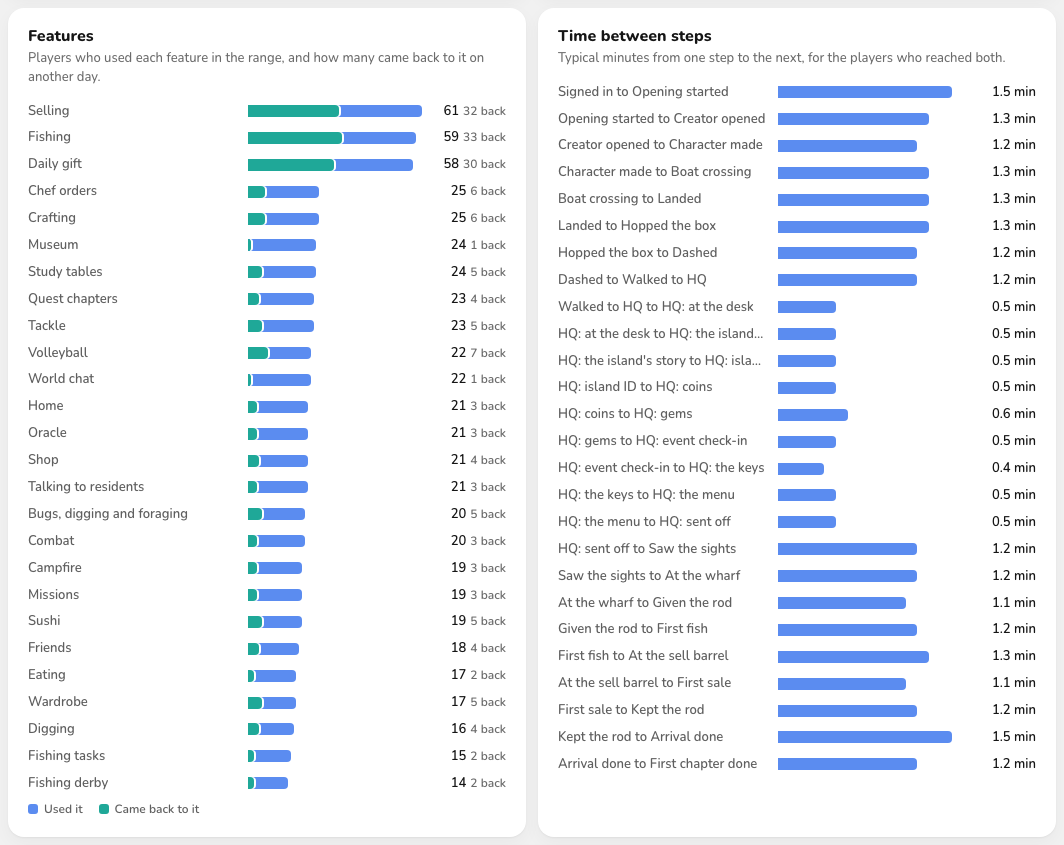 Features
Players who used each feature in the range, and how many came back to it on
another day.
Selling 61 32 back
Fishing 59 33 back
Daily gift 58 30 back
Chef orders 25 6 back
Crafting 25 6 back
Museum 24 1 back
Study tables 24 5 back
Quest chapters 23 4 back
Tackle 23 5 back
Volleyball 22 7 back
World chat 22 1 back
Home 21 3 back
Oracle 21 3 back
Shop 21 4 back
Talking to residents 21 3 back
Bugs, digging and foraging 20 5 back
Combat 20 3 back
Campfire 19 3 back
Missions 19 3 back
Sushi 19 5 back
Friends 18 4 back
Eating 17 2 back
Wardrobe 17 5 back
Digging 16 4 back
Fishing tasks 15 2 back
Fishing derby 14 2 back
Used it Came back to it
Time between steps
Typical minutes from one step to the next, for the players who reached both.
Signed in to Opening started 1.5 min
Opening started to Creator opened 1.3 min
Creator opened to Character made 1.2 min
Character made to Boat crossing 1.3 min
Boat crossing to Landed 1.3 min
Landed to Hopped the box 1.3 min
Hopped the box to Dashed 1.2 min
Dashed to Walked to HQ 1.2 min
Walked to HQ to HQ: at the desk 0.5 min
HQ: at the desk to HQ: the island... 0.5 min
HQ: the island's story to HQ: isla... 0.5 min
HQ: island ID to HQ: coins 0.5 min
HQ: coins to HQ: gems 0.6 min
HQ: gems to HQ: event check-in 0.5 min
HQ: event check-in to HQ: the keys 0.4 min
HQ: the keys to HQ: the menu 0.5 min
HQ: the menu to HQ: sent off 0.5 min
HQ: sent off to Saw the sights 1.2 min
Saw the sights to At the wharf 1.2 min
At the wharf to Given the rod 1.1 min
Given the rod to First fish 1.2 min
First fish to At the sell barrel 1.3 min
At the sell barrel to First sale 1.1 min
First sale to Kept the rod 1.2 min
Kept the rod to Arrival done 1.5 min
Arrival done to First chapter done 1.2 min